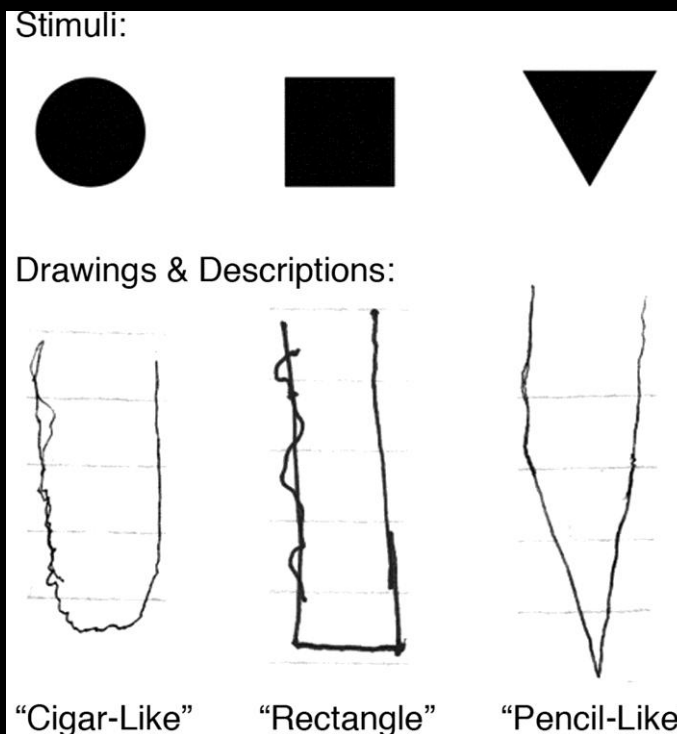 Stimuli:
Drawings & Descriptions:
“Cigar-Like” “Rectangle” “Pencil-Like